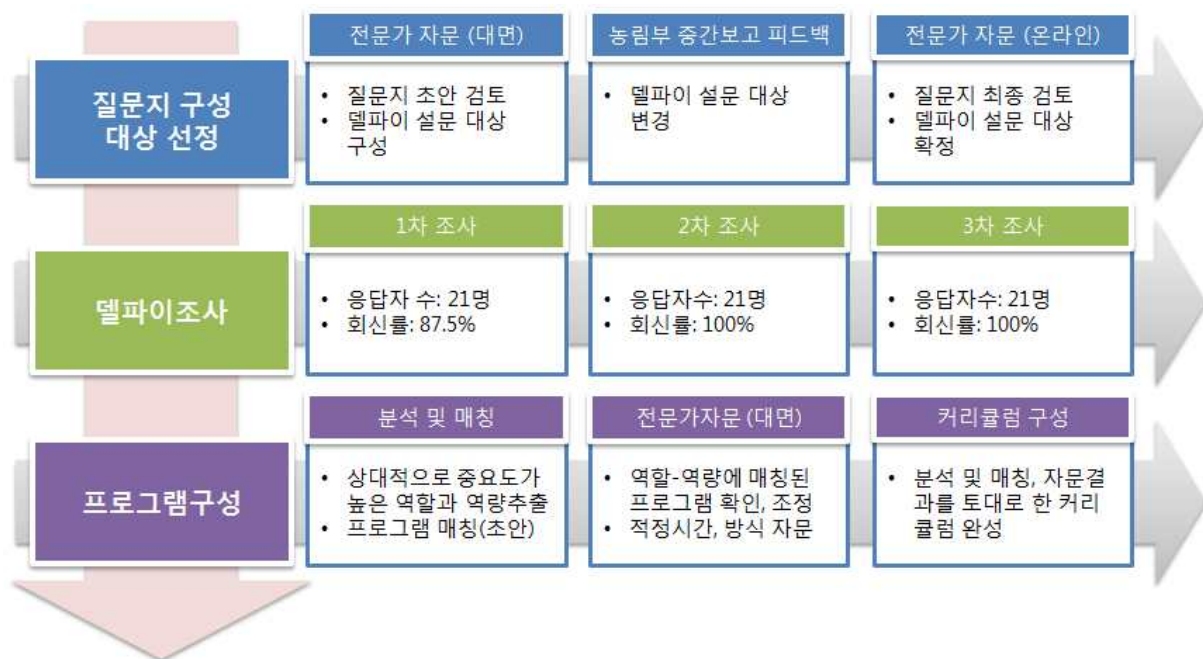 질문지 구성
대상 선정
전문가 자문 (대면)
• 질문지 초안 검토
• 델파이 설문 대상
구성
농림부 중간보고 피드백
• 델파이 설문 대상
변경
전문가 자문 (온라인)
• 질문지 최종 검토
• 델파이 설문 대상
확정
델파이조사
1차 조사
• 응답자 수: 21명
• 회신률: 87.5%
2차 조사
• 응답자수: 21명
• 회신률: 100%
3차 조사
• 응답자수: 21명
• 회신률: 100%
프로그램구성
분석 및 매칭
• 상대적으로 중요도가
높은 역할과 역량추출
• 프로그램 매칭(초안)
전문가자문 (대면)
• 역할-역량에 매칭된
프로그램 확인, 조정
• 적정시간, 방식 자문
커리큘럼 구성
• 분석 및 매칭, 자문결
과를 토대로 한 커리
큘럼 완성